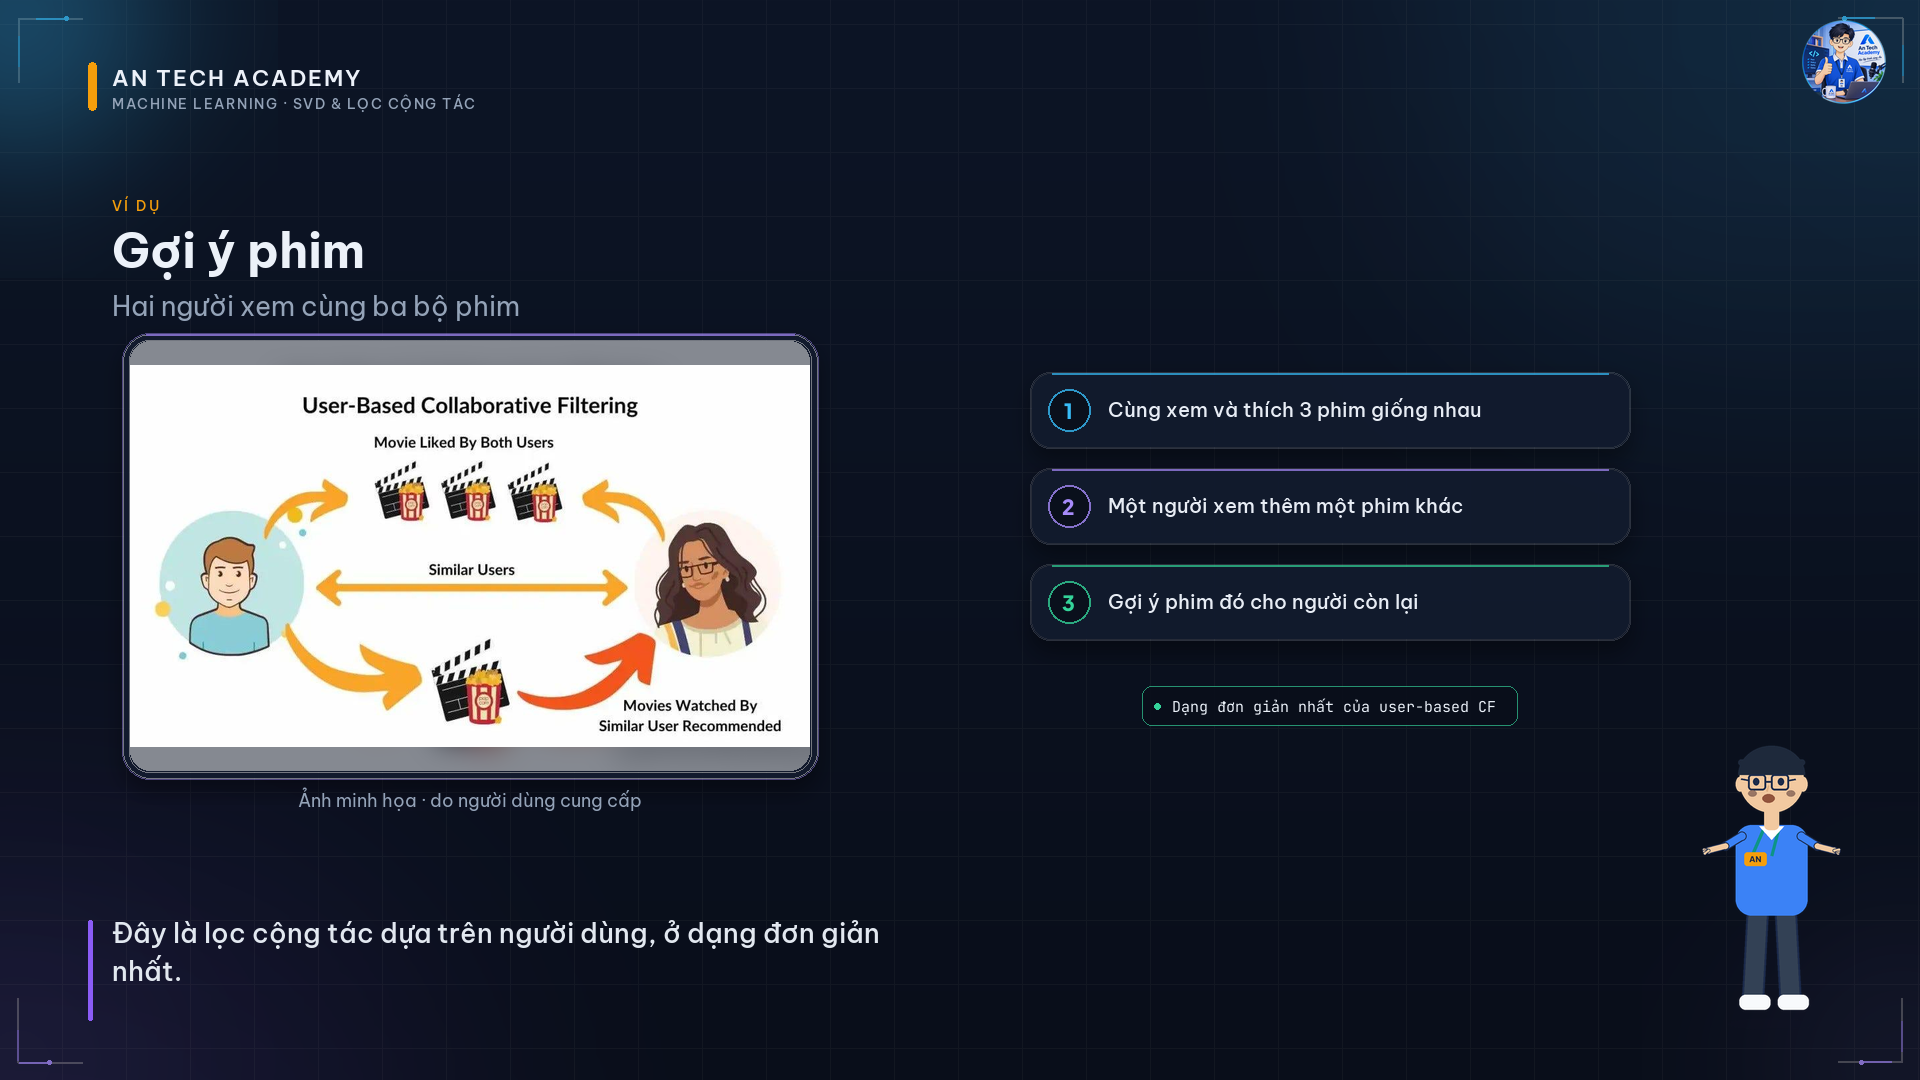 AN TECH ACADEMY
MACHINE LEARNING · SVD & LỌC CỘNG TÁC
An Tech
Academy
VÍ DỤ
Gợi ý phim
Hai người xem cùng ba bộ phim
User-Based Collaborative Filtering
Movie Liked By Both Users
Similar Users
Movies Watched By
Similar User Recommended
Ảnh minh họa · do người dùng cung cấp
1 Cùng xem và thích 3 phim giống nhau
2 Một người xem thêm một phim khác
3 Gợi ý phim đó cho người còn lại
Dạng đơn giản nhất của user-based CF
AN
Đây là lọc cộng tác dựa trên người dùng, ở dạng đơn giản
nhất.